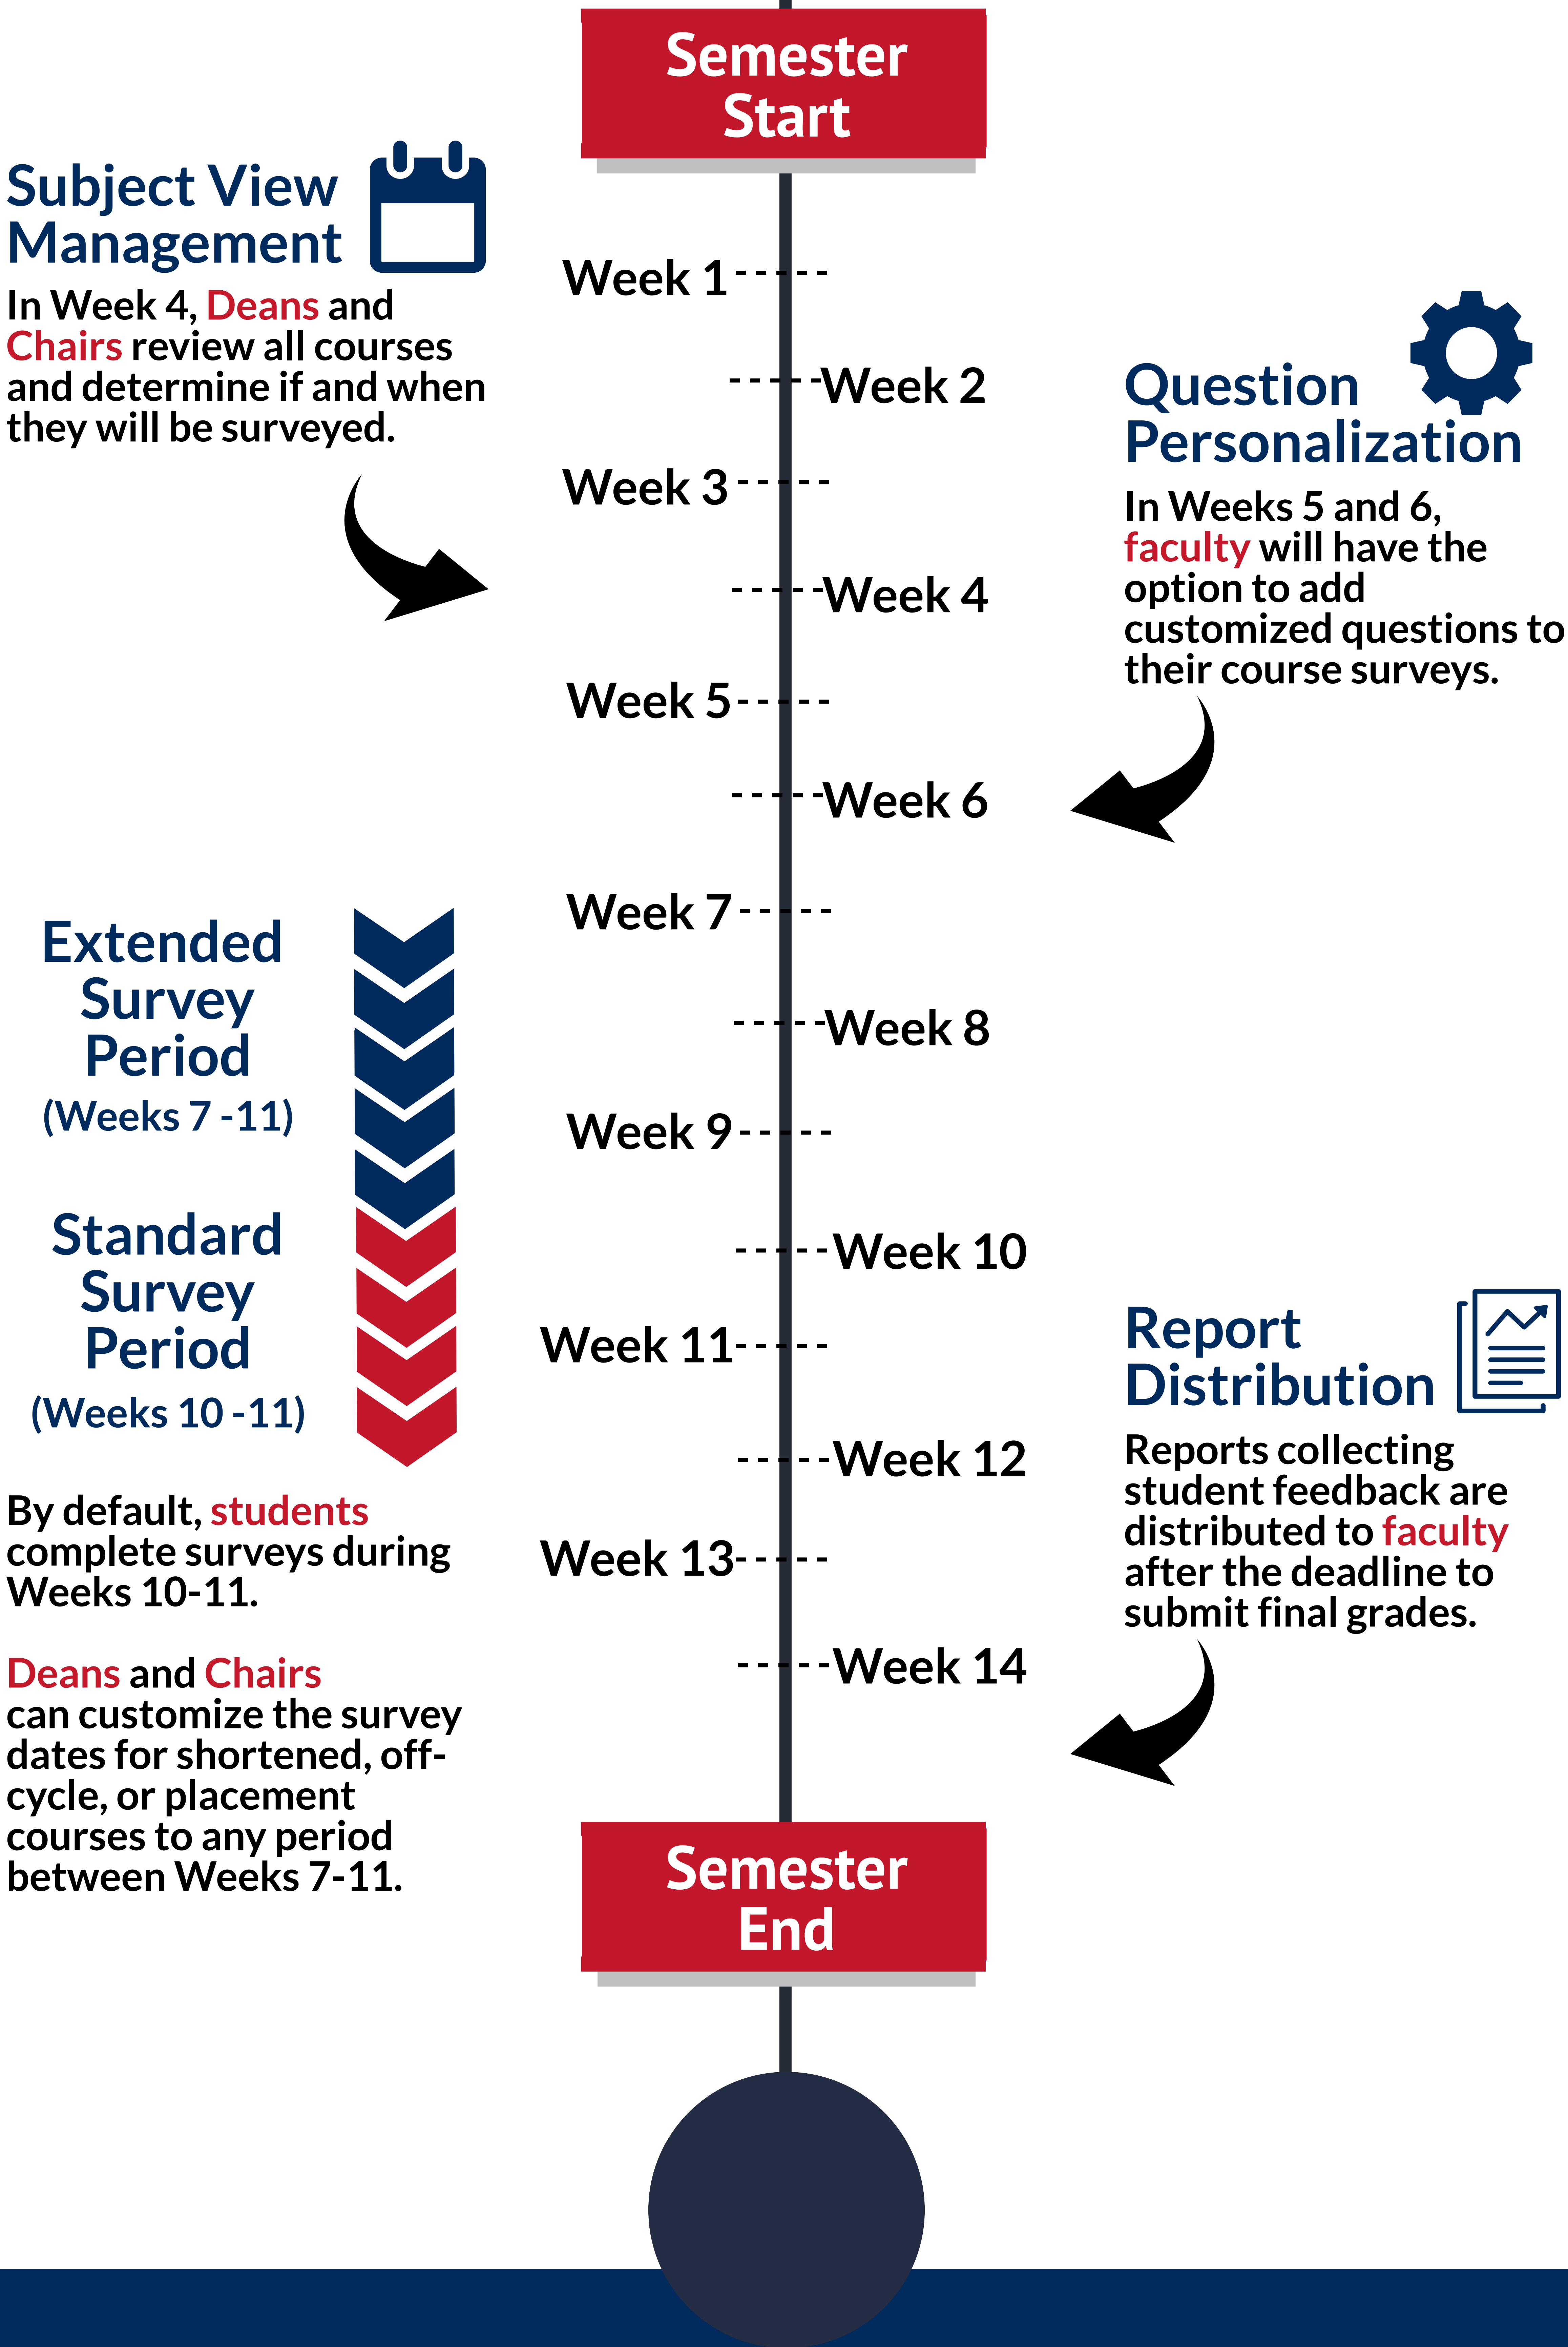 Semester
Start
Subject View
Management
In Week 4, Deans and
Chairs review all courses
and determine if and when
they will be surveyed.
Week 1
Week 2
Question
Personalization
In Weeks 5 and 6,
faculty will have the
option to add
customized questions to
their course surveys.
Week 3
Week 4
Week 5
Week 6
Week 7
Extended
Survey
Period
(Weeks 7 -11)
Week 8
Week 9
Standard
Survey
Period
(Weeks 10 -11)
Week 10
Week 11
Report
Distribution
Reports collecting
student feedback are
distributed to faculty
after the deadline to
submit final grades.
Week 12
By default, students
complete surveys during
Weeks 10-11.
Week 13
Week 14
Deans and Chairs
can customize the survey
dates for shortened, off-
cycle, or placement
courses to any period
between Weeks 7-11.
Semester
End